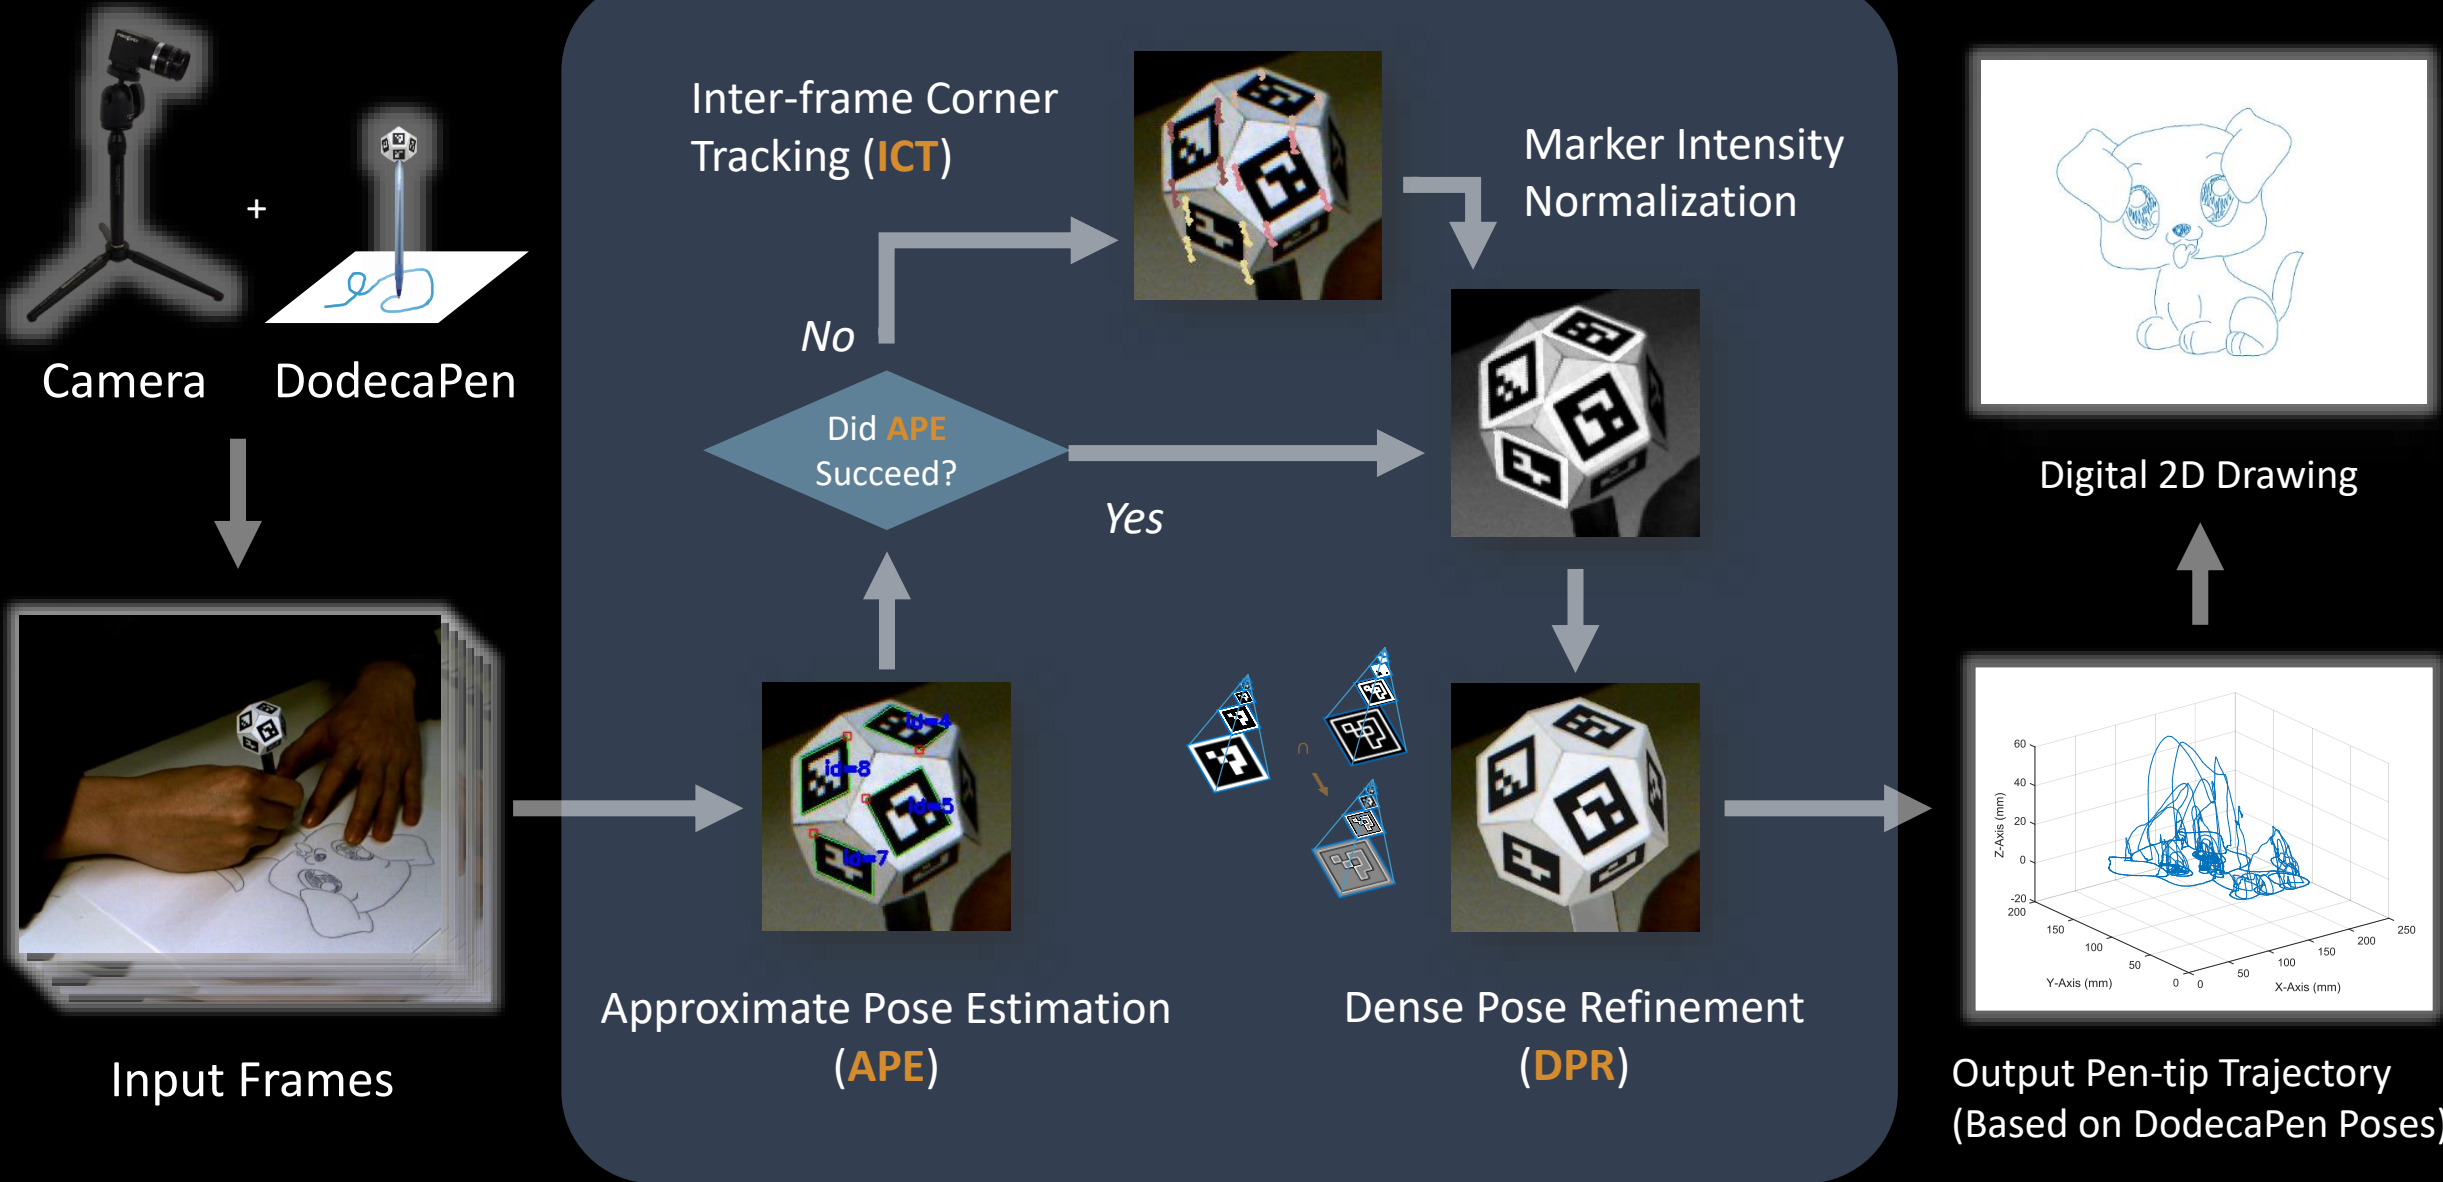 +
Camera
DodecaPen
Input Frames
Inter-frame Corner
Tracking (ICT)
No
Did APE
Succeed?
Yes
id=4
id=8
id=5
id=7
Approximate Pose Estimation
(APE)
Marker Intensity
Normalization
∩
Dense Pose Refinement
(DPR)
Digital 2D Drawing
60
40
20
0
-20
Z-Axis (mm)
200
150
100
50
0
Y-Axis (mm)
0
50
100
150
200
250
X-Axis (mm)
Output Pen-tip Trajectory
(Based on DodecaPen Poses)